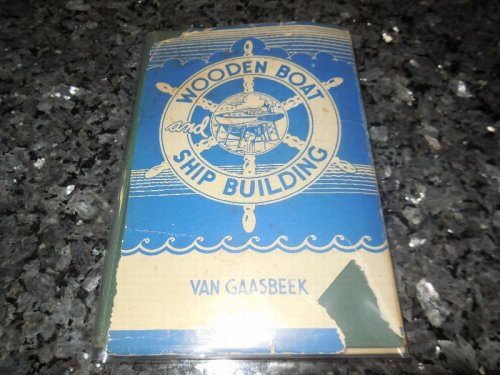 WOODEN BOAT
and
SHIP BUILDING
VAN GAASBEEK